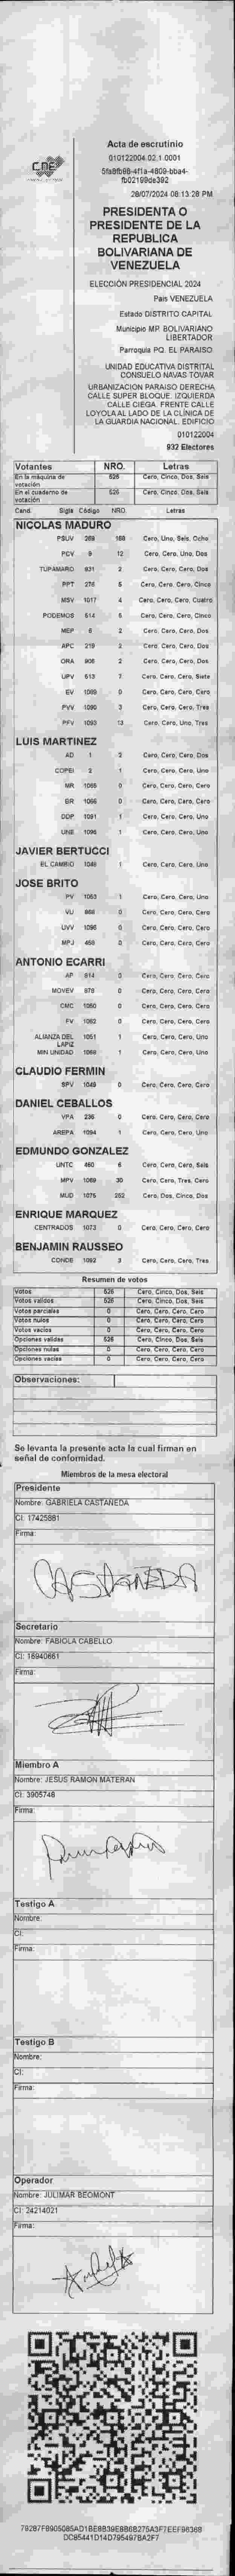 CNE
Acta de escrutinio
010122004.02.1.0001
28/07/2024 08:13:28 PM
PRESIDENTA O
PRESIDENTE DE LA
REPUBLICA
BOLIVARIANA DE
VENEZUELA
ELECCIÓN PRESIDENCIAL 2024
Pais VENEZUELA
Estado DISTRITO CAPITAL
Municipio MP. BOLIVARIANO
LIBERTADOR
Parroquia PQ. EL PARAISO
UNIDAD EDUCATIVA DISTRITAL
CONSUELO NAVAS TOVAR
URBANIZACION PARAISO DERECHA
CALLE SUPER BLOQUE. IZQUIERDA
CALLE CIEGA. FRENTE CALLE
LOYOLA AL LADO DE LA CLÍNICA DE
LA GUARDIA NACIONAL. EDIFICIO
010122004
932 Electores
Votantes NRO. Letras
En la máquina de votación 526 Cero, Cinco, Dos, Seis
En el cuaderno de votación 526 Cero, Cinco, Dos, Seis
Cand. Sigla Código NRO. Letras
NICOLAS MADURO
PSUV 269 168 Cero, Uno, Seis, Ocho
PCV 9 12 Cero, Cero, Uno, Dos
TUPAMARO 831 2 Cero, Cero, Cero, Dos
PPT 276 5 Cero, Cero, Cero, Cinco
MSV 1017 4 Cero, Cero, Cero, Cuatro
PODEMOS 514 5 Cero, Cero, Cero, Cinco
MEP 6 2 Cero, Cero, Cero, Dos
APC 219 2 Cero, Cero, Cero, Dos
ORA 908 2 Cero, Cero, Cero, Dos
UPV 613 7 Cero, Cero, Cero, Siete
EV 1089 0 Cero, Cero, Cero, Cero
PVV 1090 3 Cero, Cero, Cero, Tres
PFV 1093 13 Cero, Cero, Uno, Tres
LUIS MARTINEZ
AD 1 2 Cero, Cero, Cero, Dos
COPEI 2 1 Cero, Cero, Cero, Uno
MR 1065 0 Cero, Cero, Cero, Cero
BR 1066 0 Cero, Cero, Cero, Cero
DDP 1091 1 Cero, Cero, Cero, Uno
UNE 1096 1 Cero, Cero, Cero, Uno
JAVIER BERTUCCI
EL CAMBIO 1048 1 Cero, Cero, Cero, Uno
JOSE BRITO
PV 1053 1 Cero, Cero, Cero, Uno
VU 868 0 Cero, Cero, Cero, Cero
UVV 1098 0 Cero, Cero, Cero, Cero
MPJ 458 0 Cero, Cero, Cero, Cero
ANTONIO ECARRI
AP 914 0 Cero, Cero, Cero, Cero
MOVEV 978 0 Cero, Cero, Cero, Cero
CMC 1050 0 Cero, Cero, Cero, Cero
FV 1062 0 Cero, Cero, Cero, Cero
ALIANZA DEL LAPIZ 1051 1 Cero, Cero, Cero, Uno
MIN UNIDAD 1068 1 Cero, Cero, Cero, Uno
CLAUDIO FERMIN
SPV 1049 0 Cero, Cero, Cero, Cero
DANIEL CEBALLOS
VPA 236 0 Cero, Cero, Cero, Cero
AREPA 1094 1 Cero, Cero, Cero, Uno
EDMUNDO GONZALEZ
UNTC 460 6 Cero, Cero, Cero, Seis
MPV 1069 30 Cero, Cero, Tres, Cero
MUD 1075 252 Cero, Dos, Cinco, Dos
ENRIQUE MARQUEZ
CENTRADOS 1073 0 Cero, Cero, Cero, Cero
BENJAMIN RAUSSEO
CONDE 1092 3 Cero, Cero, Cero, Tres
Resumen de votos
Votos 526 Cero, Cinco, Dos, Seis
Votos validos 526 Cero, Cinco, Dos, Seis
Votos parciales 0 Cero, Cero, Cero, Cero
Votos nulos 0 Cero, Cero, Cero, Cero
Votos vacios 0 Cero, Cero, Cero, Cero
Opciones validas 526 Cero, Cinco, Dos, Seis
Opciones nulas 0 Cero, Cero, Cero, Cero
Opciones vacias 0 Cero, Cero, Cero, Cero
Observaciones:
Se levanta la presente acta la cual firman en
señal de conformidad.
Miembros de la mesa electoral
Presidente
Nombre: GABRIELA CASTANEDA
CI: 17425881
Firma:
CASTAÑEDA
Secretario
Nombre: FABIOLA CABELLO
CI: 16940661
Firma:
Miembro A
Nombre: JESUS RAMON MATERAN
CI: 3905746
Firma:
Testigo A
Nombre:
CI:
Firma:
Testigo B
Nombre:
CI:
Firma:
Operador
Nombre: JULIMAR BEOMONT
CI: 24214021
Firma: